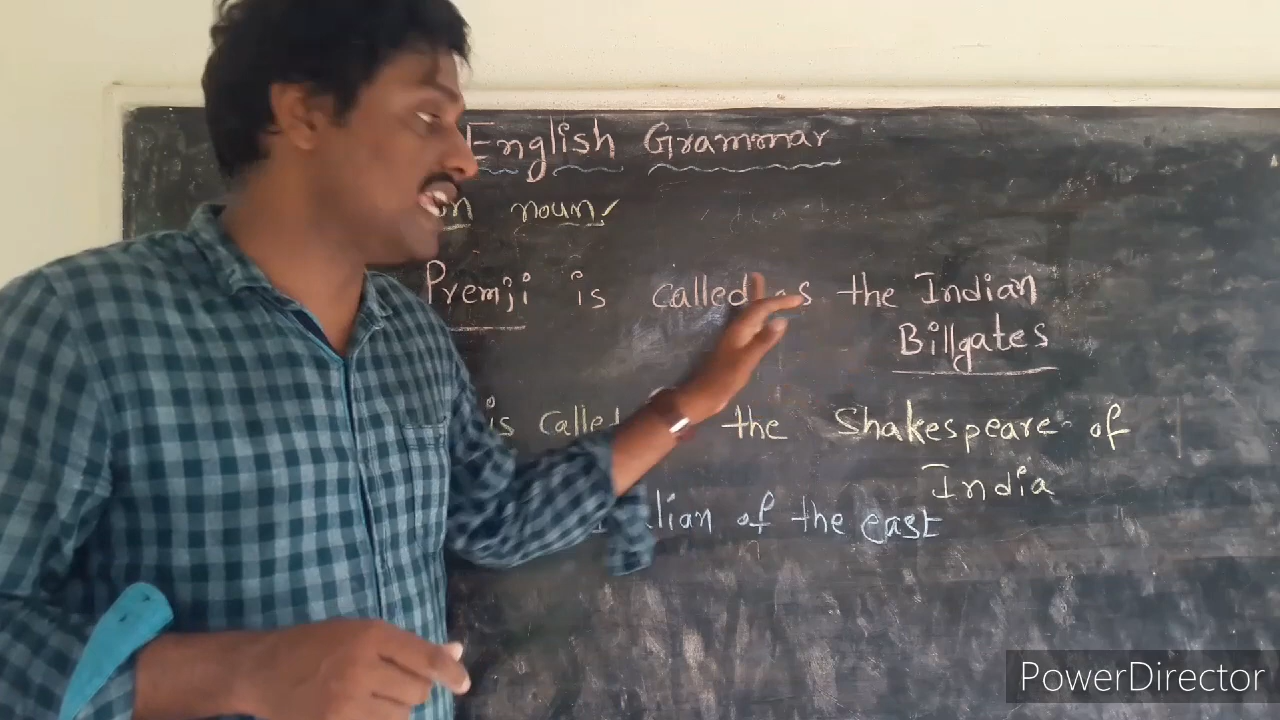 English Grammar
noun
Premji is called as the Indian
Billgates
is called the Shakespeare of
India
of the east
PowerDirector